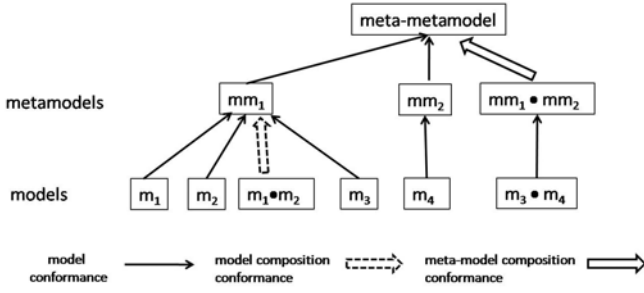 meta-metamodel
metamodels
mm₁
mm₂
mm₁ • mm₂
models
m₁
m₂
m₁•m₂
m₃
m₄
m₃ • m₄
model
conformance
model composition
conformance
meta-model composition
conformance